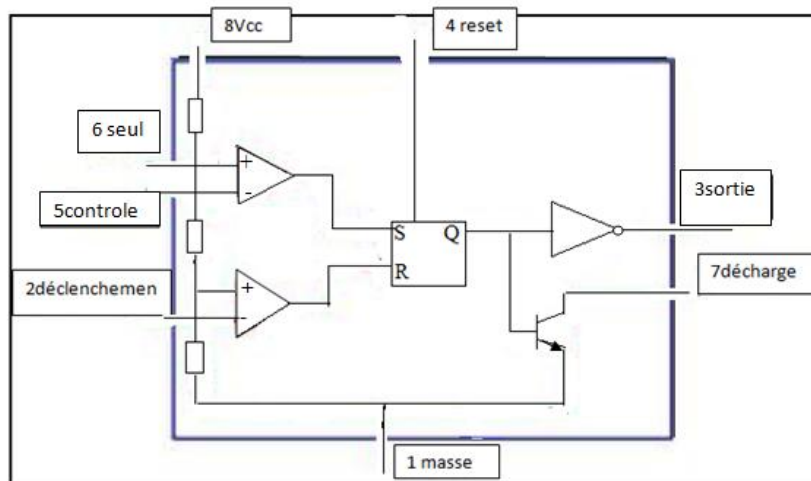 8Vcc
4 reset
6 seul
+
-
5controle
3sortie
S Q
R
7décharge
2déclenchemen
+
-
1 masse